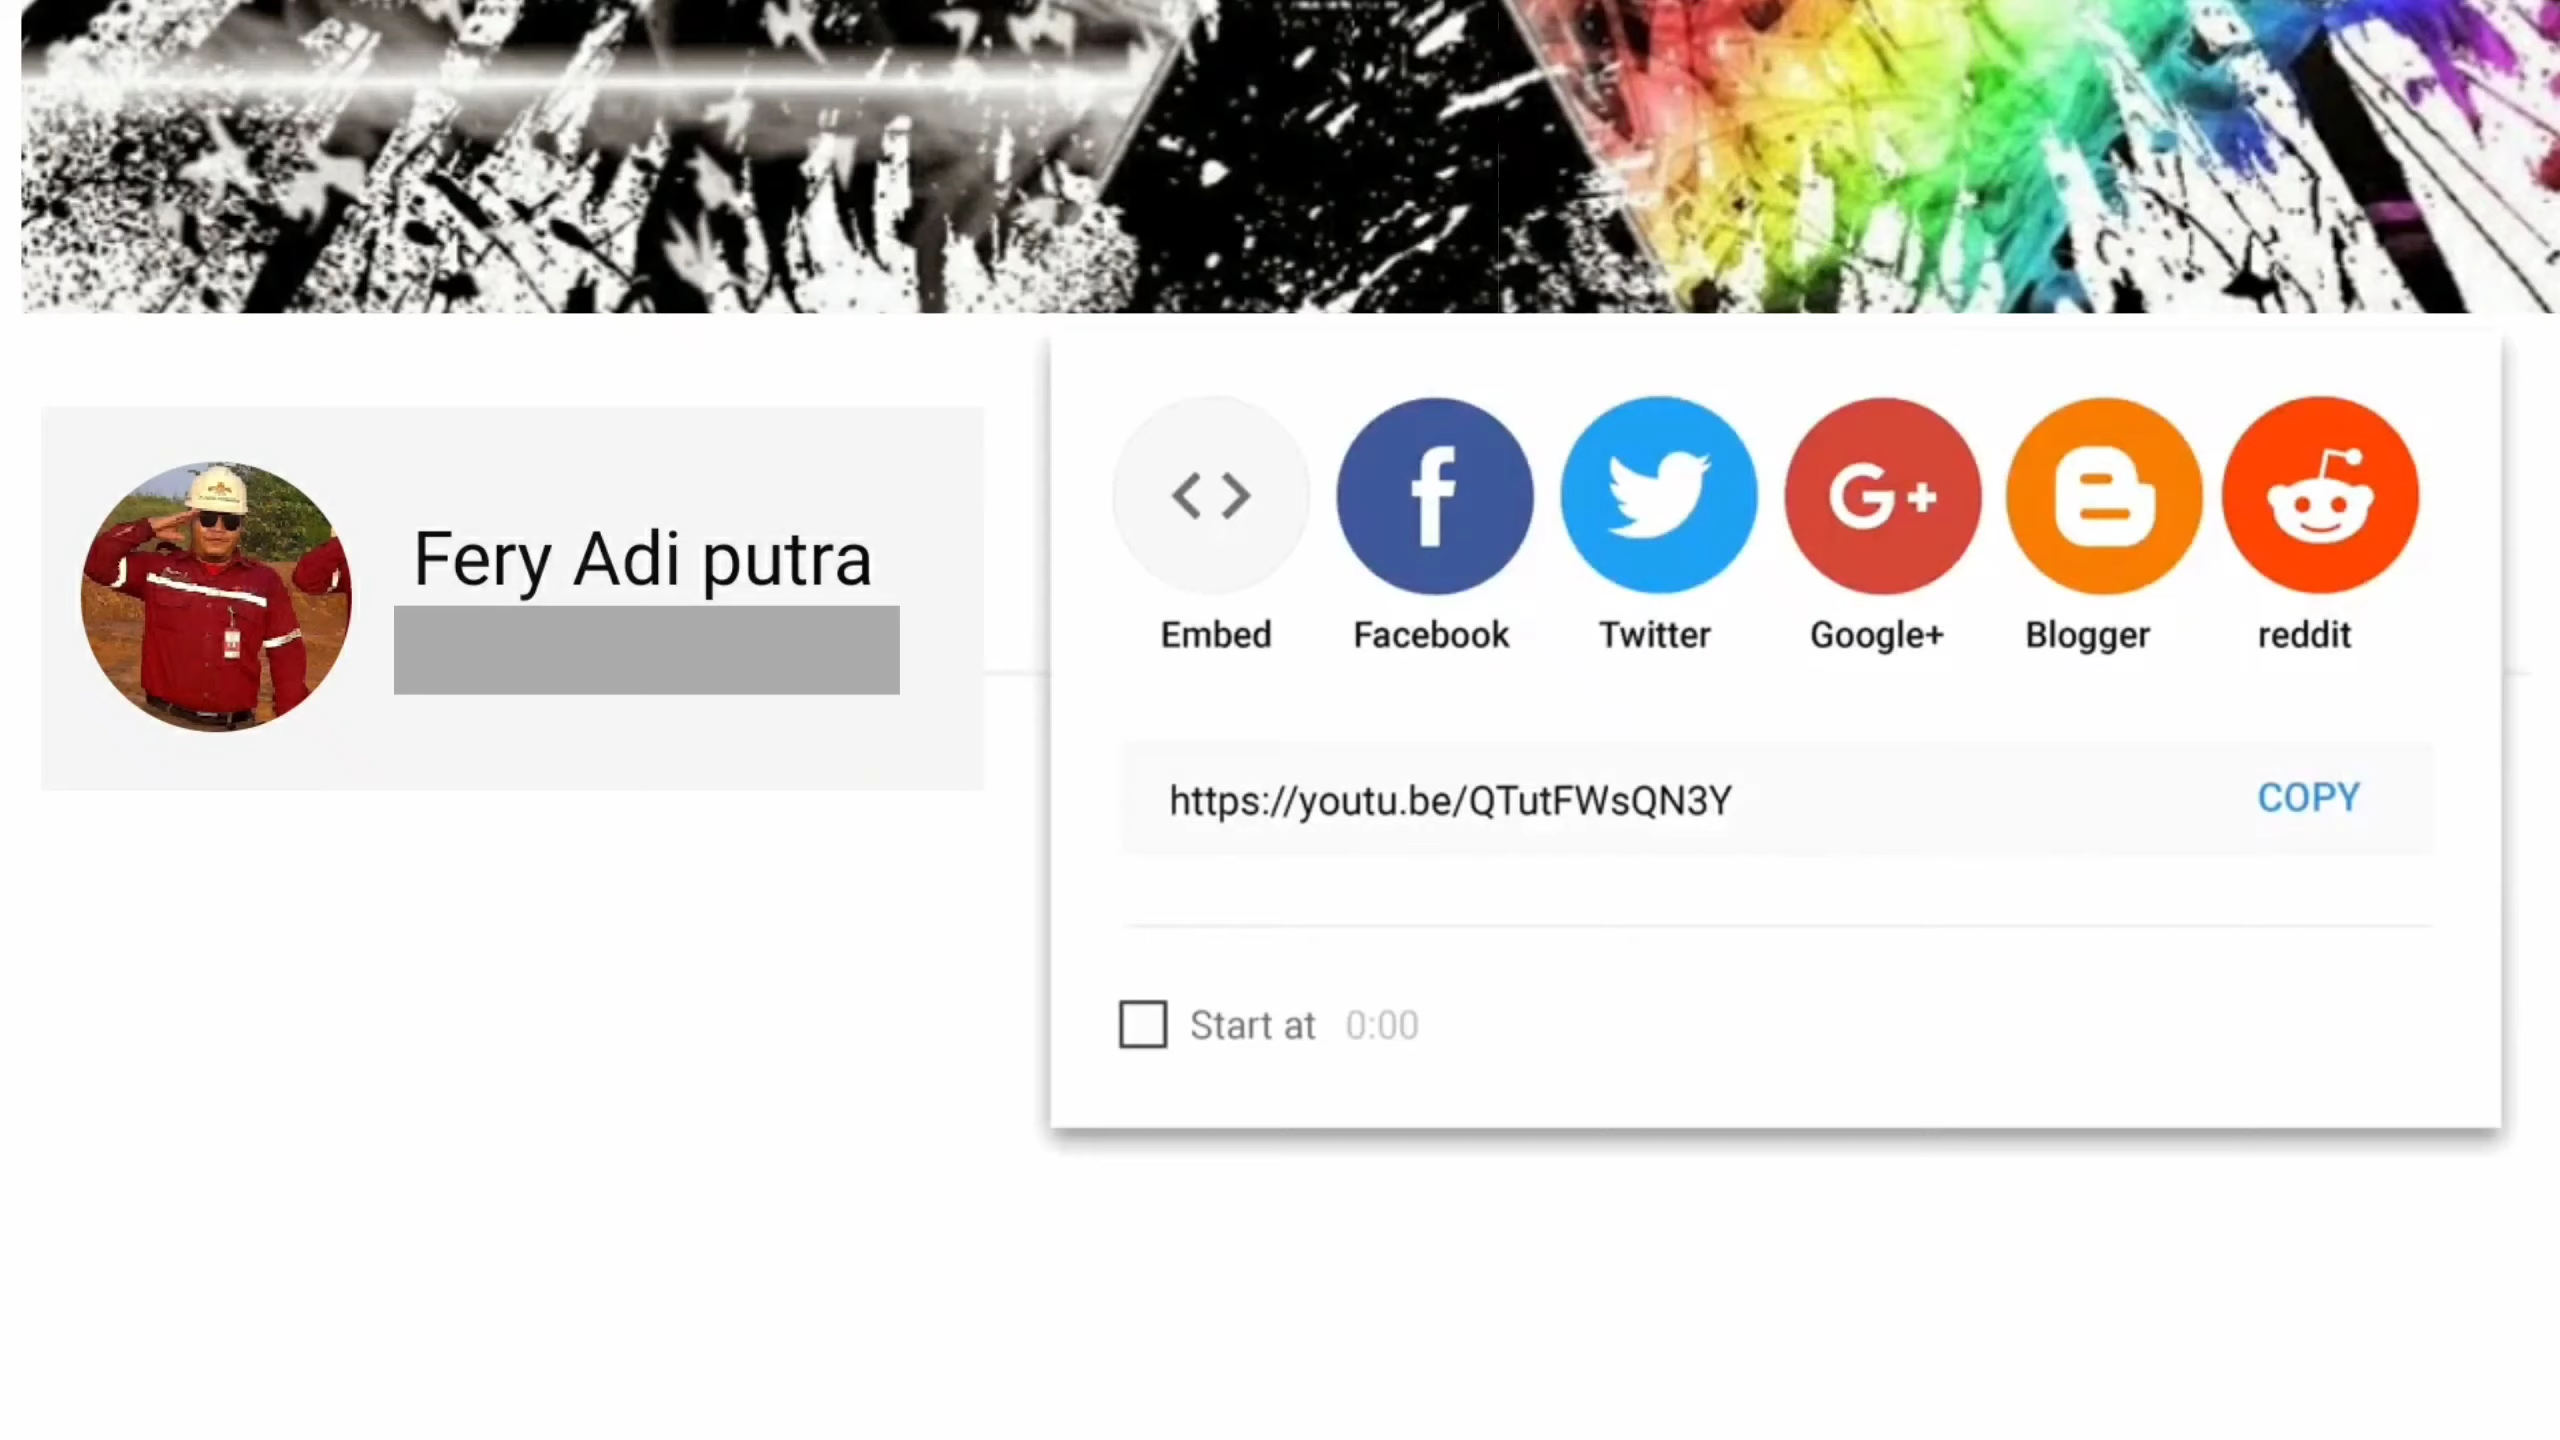 Fery Adi putra
Embed
Facebook
Twitter
Google+
Blogger
reddit
https://youtu.be/QTutFWsQN3Y
COPY
Start at 0:00